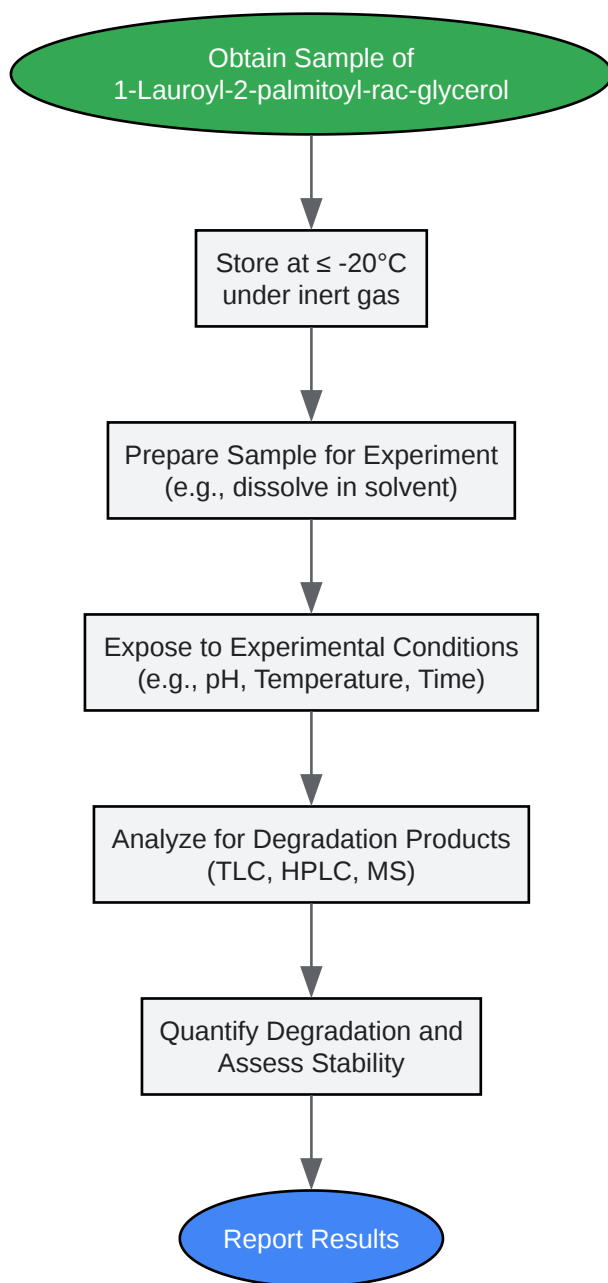 Obtain Sample of
1-Lauroyl-2-palmitoyl-rac-glycerol
Store at ≤ -20°C
under inert gas
Prepare Sample for Experiment
(e.g., dissolve in solvent)
Expose to Experimental Conditions
(e.g., pH, Temperature, Time)
Analyze for Degradation Products
(TLC, HPLC, MS)
Quantify Degradation and
Assess Stability
Report Results